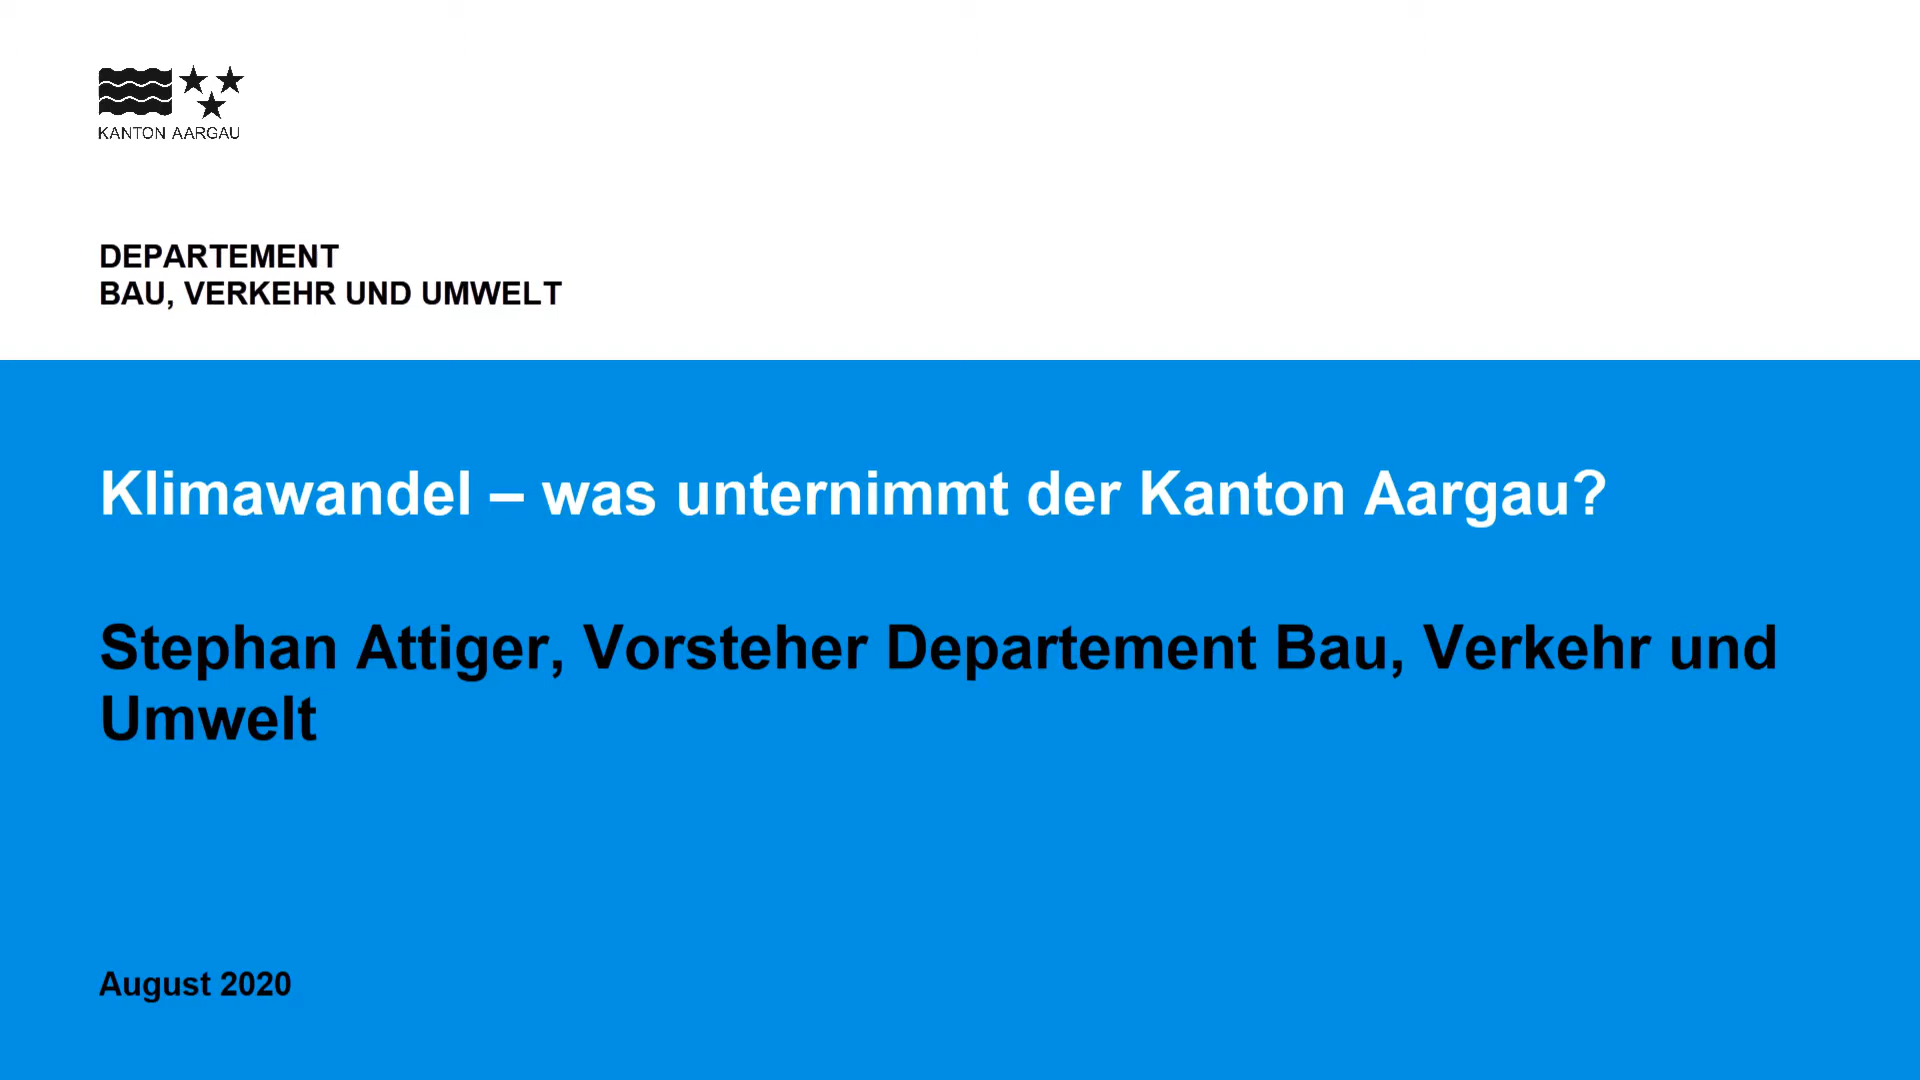 KANTON AARGAU
DEPARTEMENT
BAU, VERKEHR UND UMWELT
Klimawandel – was unternimmt der Kanton Aargau?
Stephan Attiger, Vorsteher Departement Bau, Verkehr und
Umwelt
August 2020